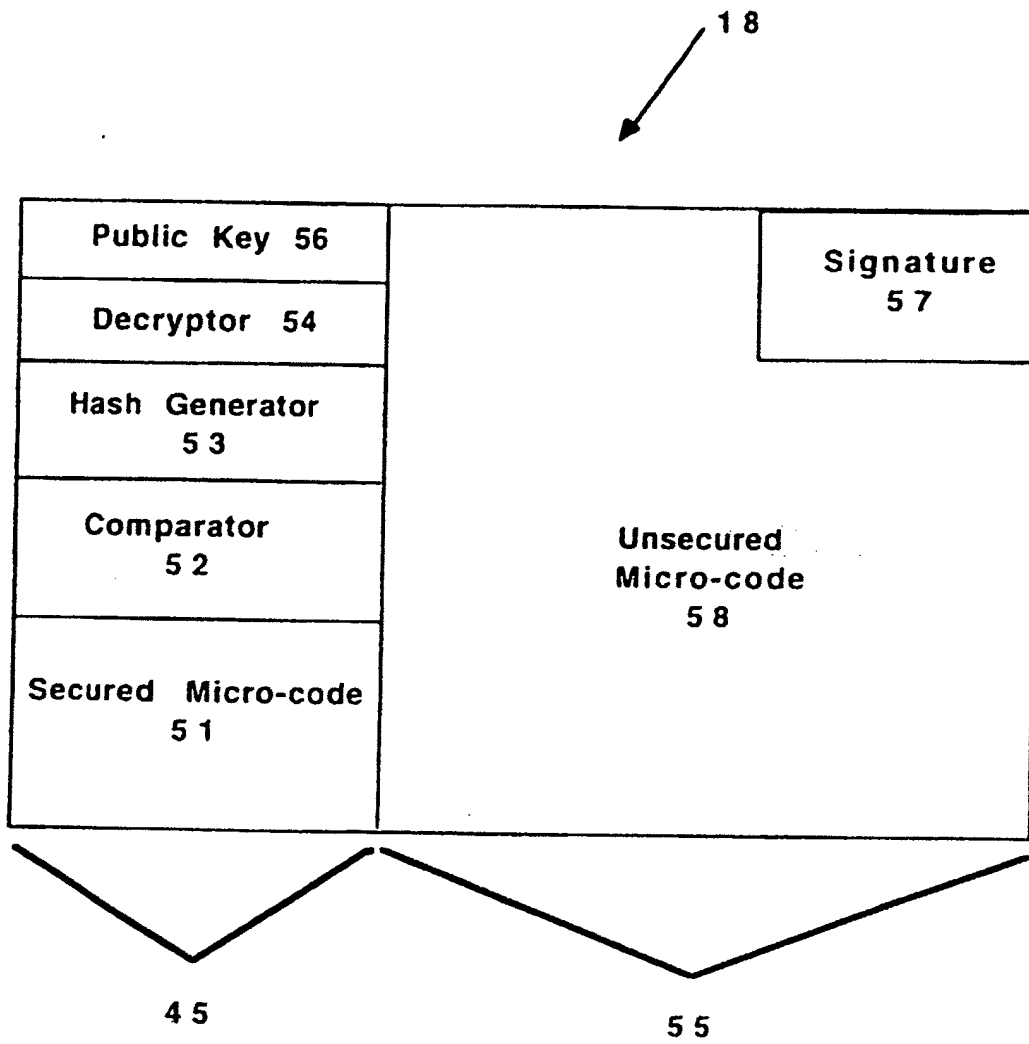 18
Public Key 56
Decryptor 54
Hash Generator
53
Comparator
52
Secured Micro-code
51
Signature
57
Unsecured
Micro-code
58
45
55